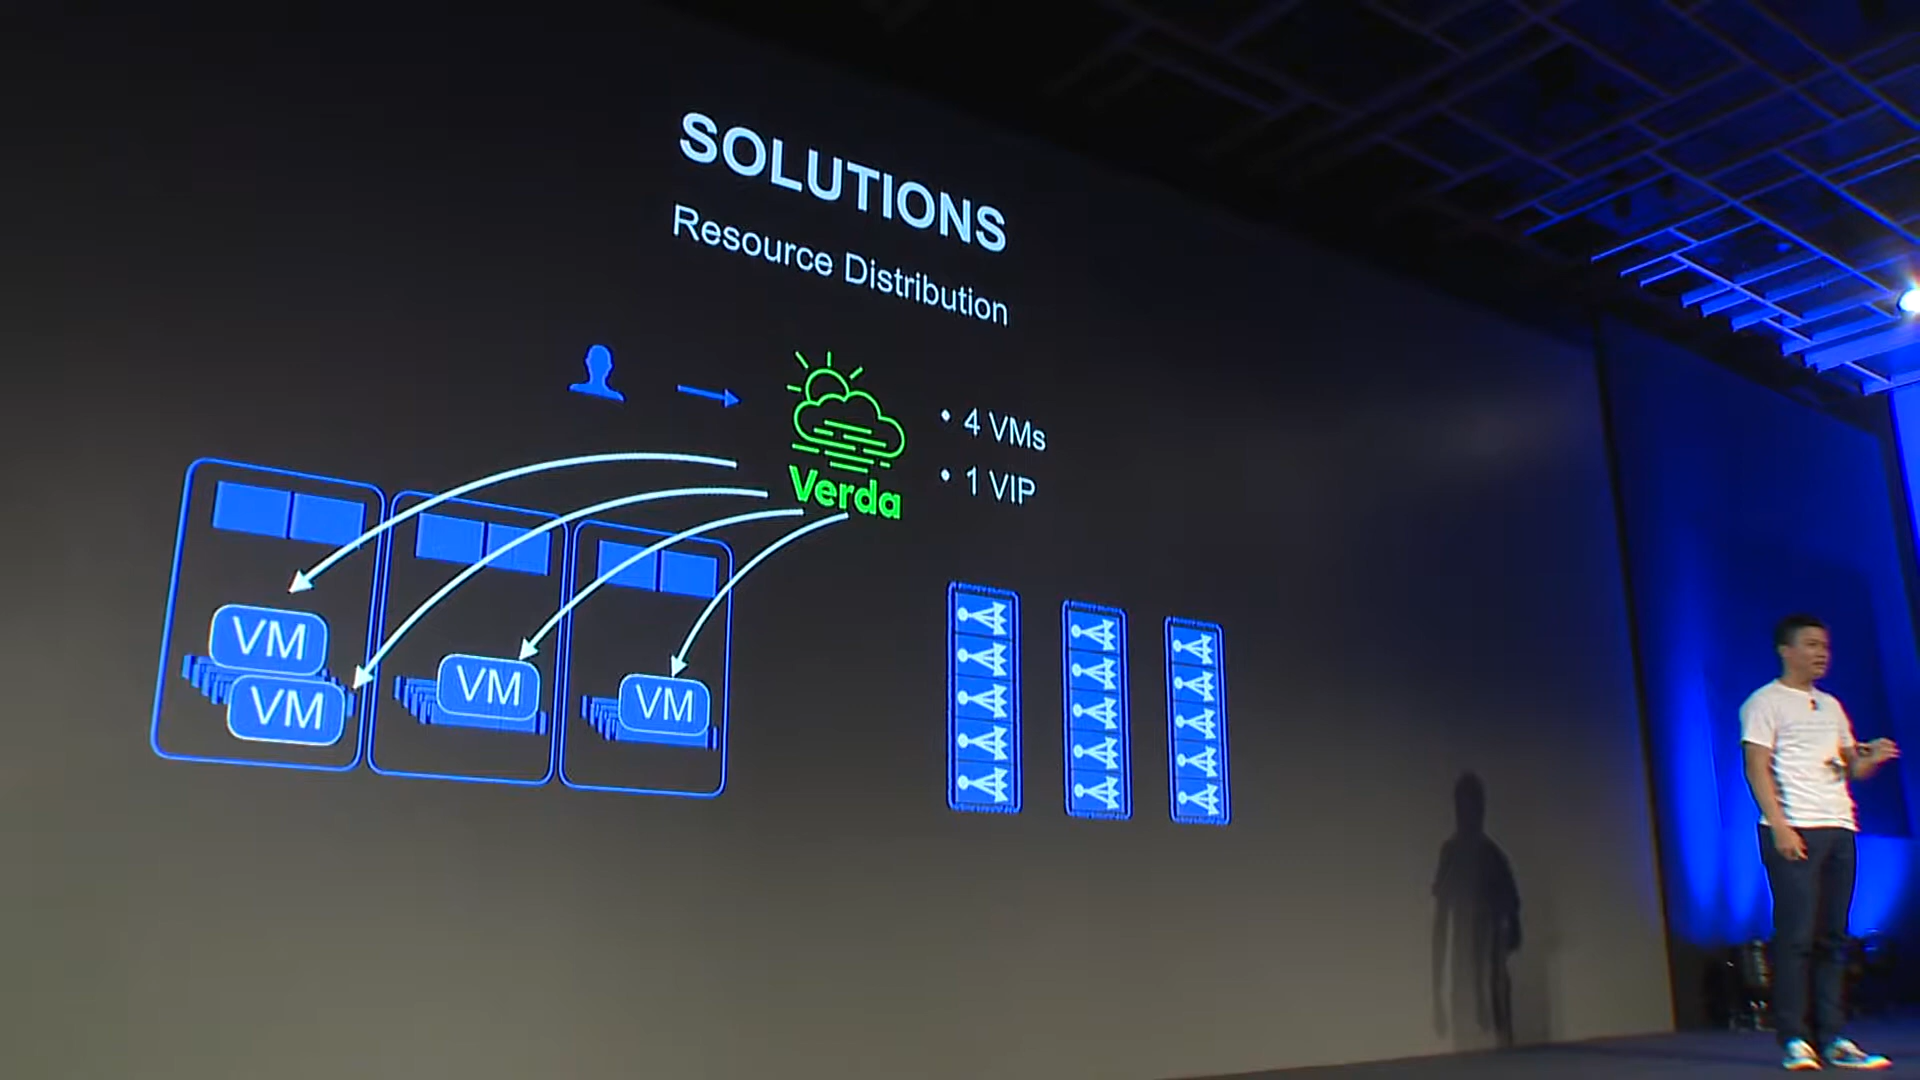 SOLUTIONS
Resource Distribution
• 4 VMs
• 1 VIP
Verda
VM
VM
VM
VM